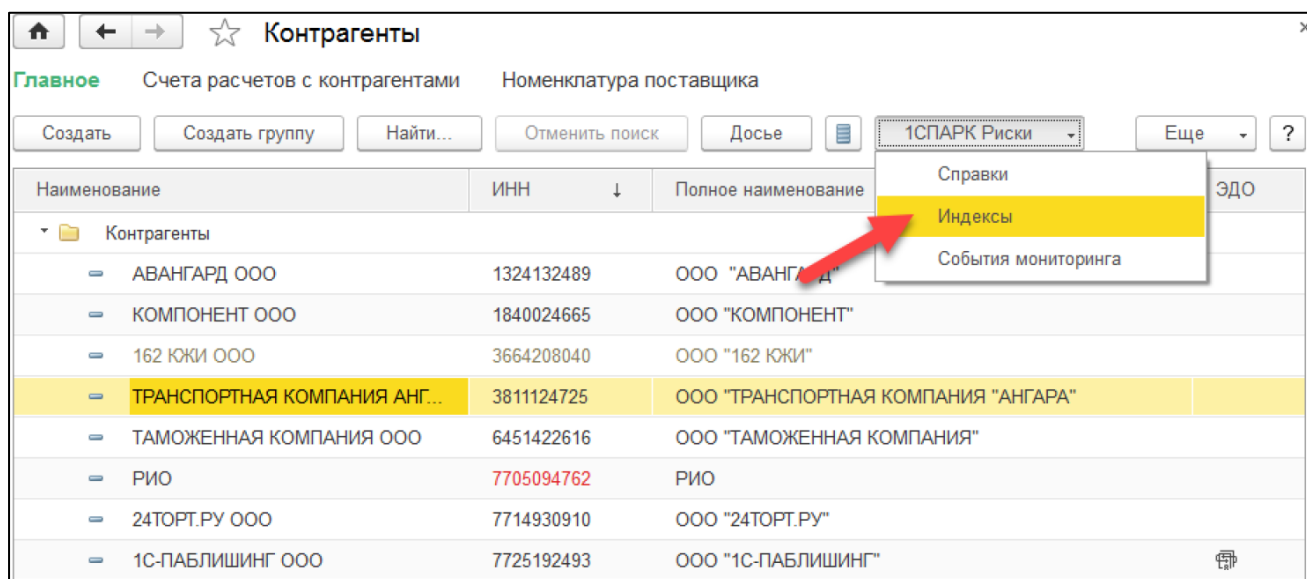 Контрагенты
Главное Счета расчетов с контрагентами Номенклатура поставщика
Создать Создать группу Найти... Отменить поиск Досье 1СПАРК Риски Еще ?
Справки
Индексы
События мониторинга
Наименование ИНН ↓ Полное наименование ЭДО
Контрагенты
АВАНГАРД ООО 1324132489 ООО "АВАНГАРД"
КОМПОНЕНТ ООО 1840024665 ООО "КОМПОНЕНТ"
162 КЖИ ООО 3664208040 ООО "162 КЖИ"
ТРАНСПОРТНАЯ КОМПАНИЯ АНГ... 3811124725 ООО "ТРАНСПОРТНАЯ КОМПАНИЯ "АНГАРА"
ТАМОЖЕННАЯ КОМПАНИЯ ООО 6451422616 ООО "ТАМОЖЕННАЯ КОМПАНИЯ"
РИО 7705094762 РИО
24ТОРТ.РУ ООО 7714930910 ООО "24ТОРТ.РУ"
1С-ПАБЛИШИНГ ООО 7725192493 ООО "1С-ПАБЛИШИНГ"